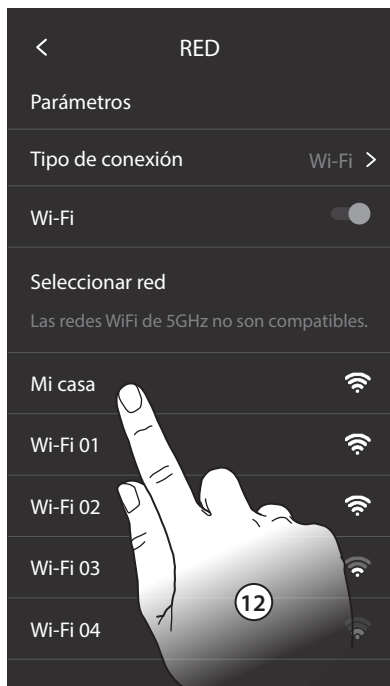 RED
Parámetros
Tipo de conexión Wi-Fi
Wi-Fi
Seleccionar red
Las redes WiFi de 5GHz no son compatibles.
Mi casa
Wi-Fi 01
Wi-Fi 02
Wi-Fi 03
12
Wi-Fi 04